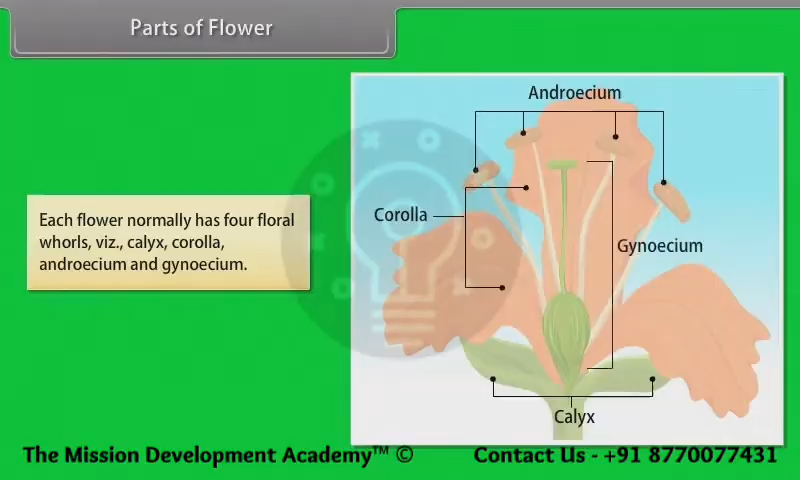 Parts of Flower
Androecium
Each flower normally has four floral
whorls, viz., calyx, corolla,
androecium and gynoecium.
Corolla
Gynoecium
Calyx
The Mission Development Academy™ ©
Contact Us - +91 8770077431